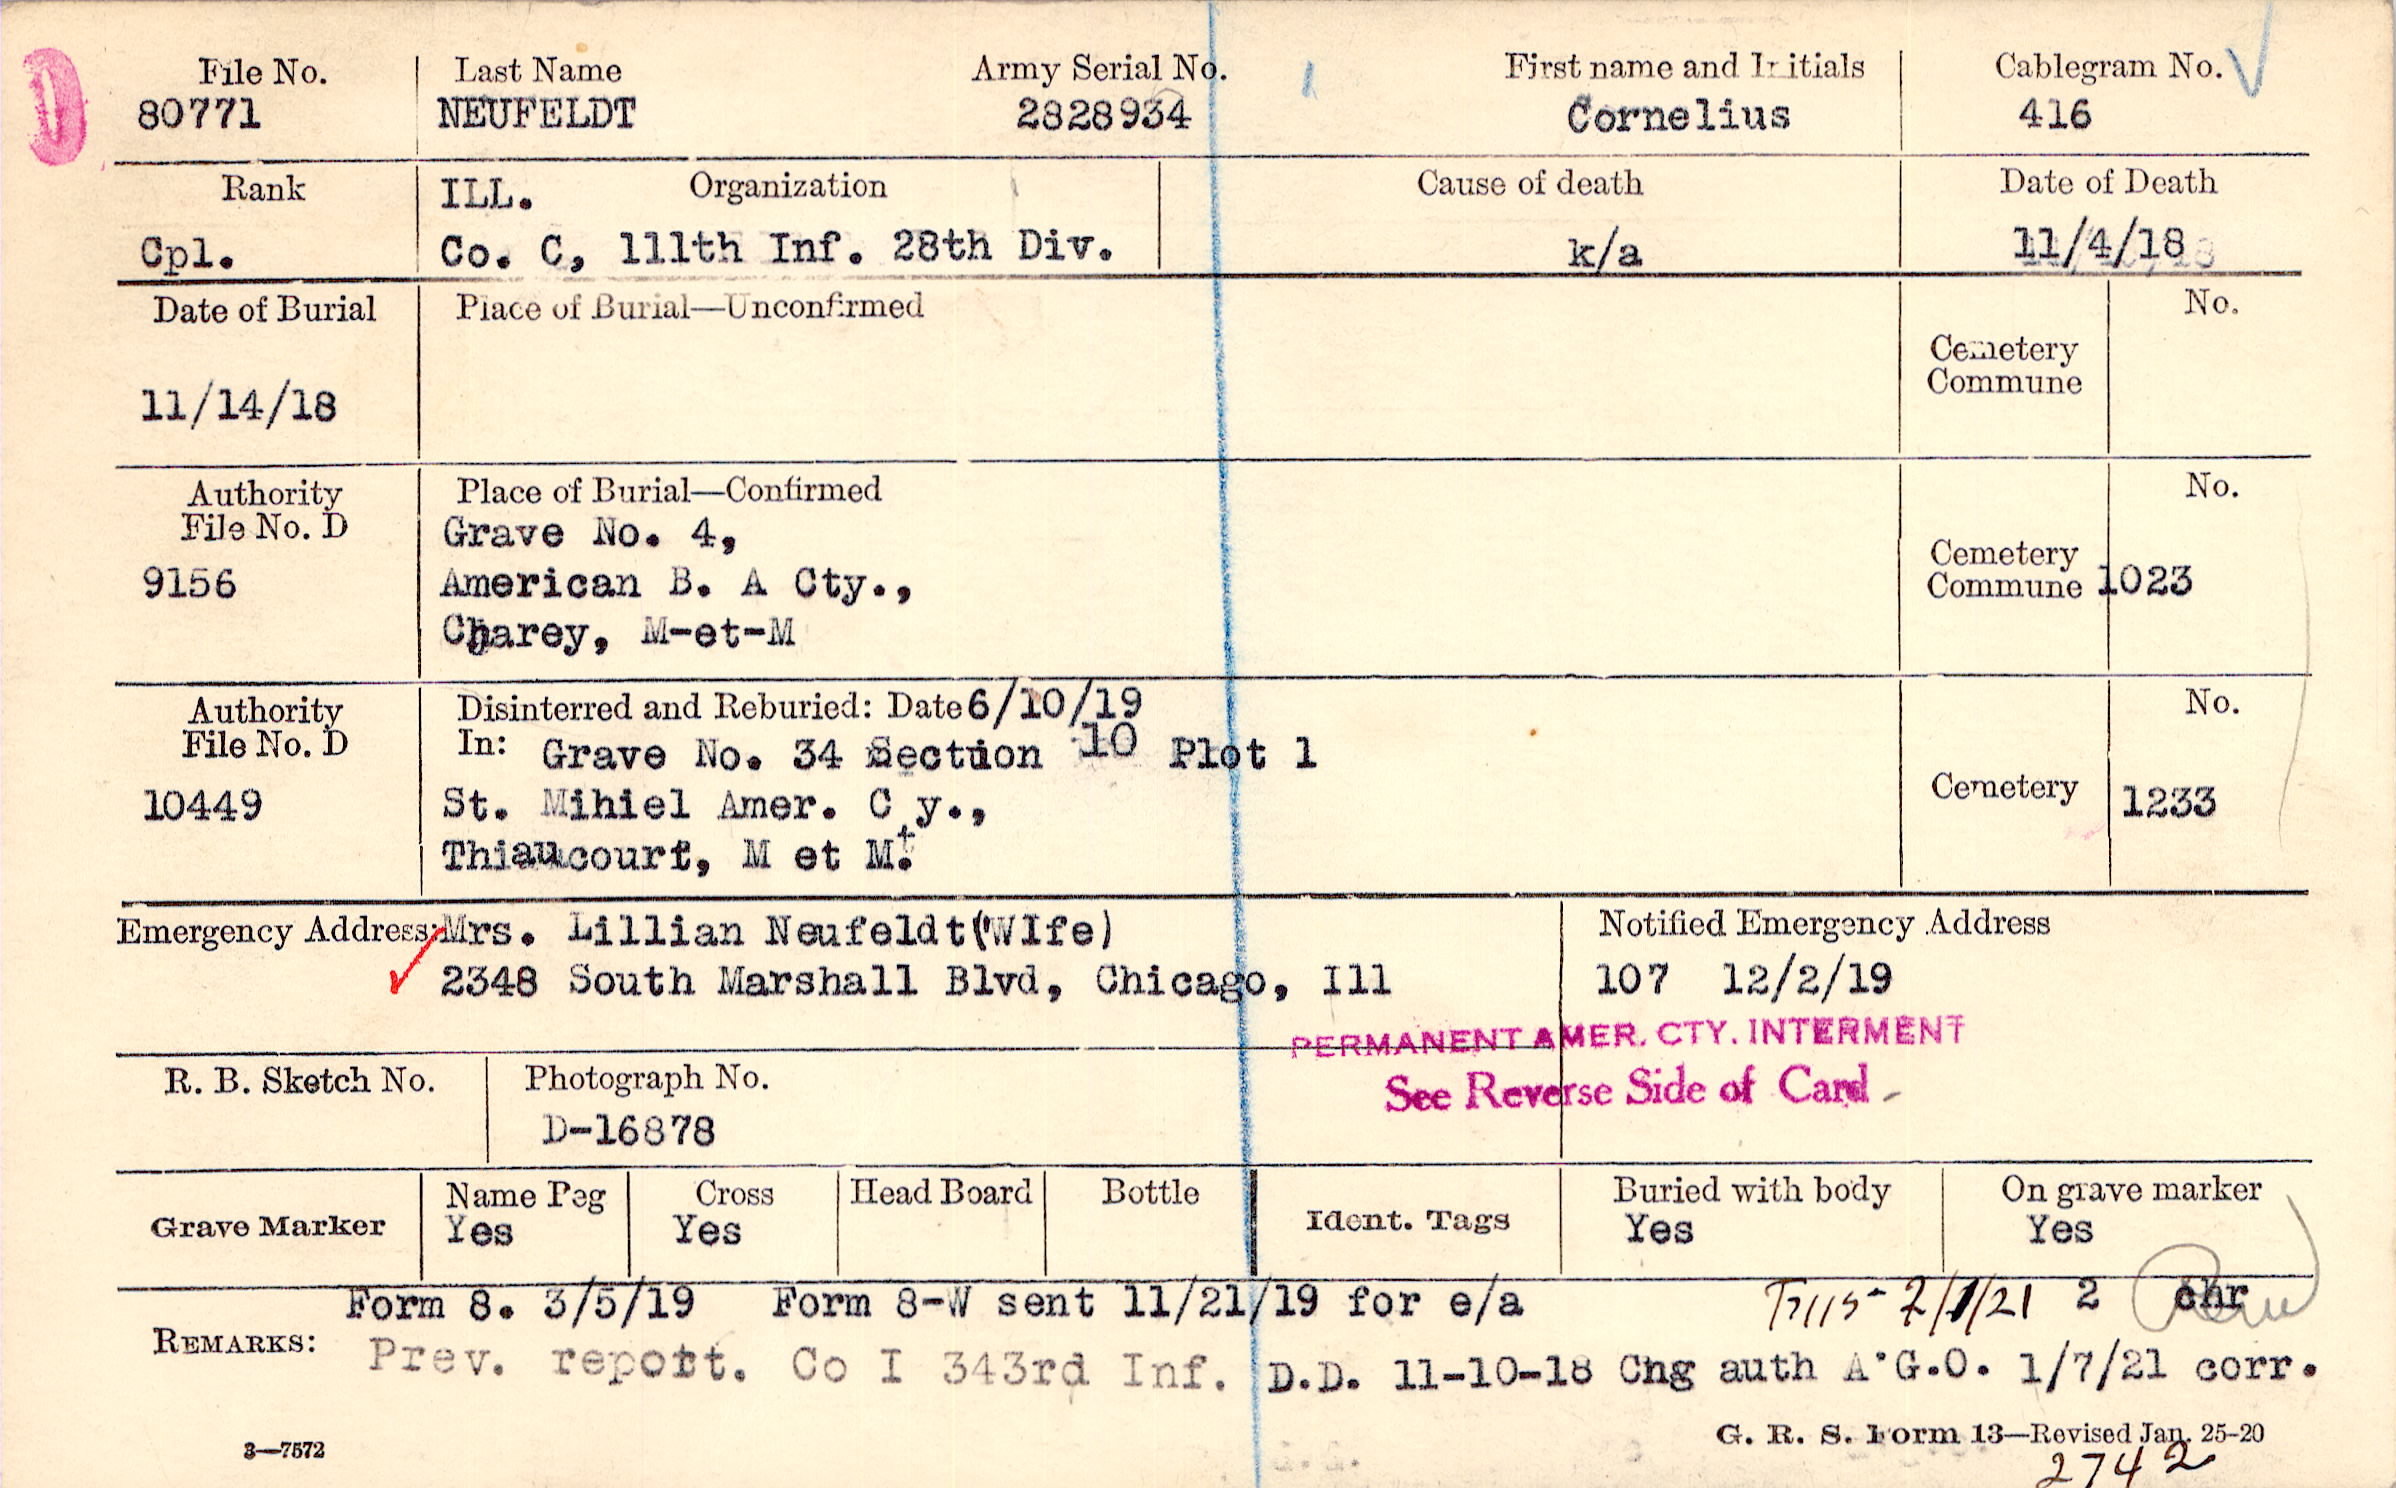 File No. Last Name Army Serial No. First name and Initials Cablegram No.
80771 NEUFELDT 2828934 Cornelius 416
Rank ILL. Organization Cause of death Date of Death
Cpl. Co. C, 111th Inf. 28th Div. k/a 11/4/18
Date of Burial Place of Burial—Unconfirmed No.
Cemetery
Commune
11/14/18
Authority Place of Burial—Confirmed No.
File No. D Grave No. 4,
Cemetery
9156 American B. A Cty., Commune 1023
Charey, M-et-M
Authority Disinterred and Reburied: Date 6/10/19 No.
File No. D In: Grave No. 34 Section 10 Plot 1
10449 St. Mihiel Amer. C y., Cemetery 1233
Thiaucourt, M et M.
Emergency Address: Mrs. Lillian Neufeldt (WIfe) Notified Emergency Address
2348 South Marshall Blvd, Chicago, Ill 107 12/2/19
PERMANENT AMER. CTY. INTERMENT
See Reverse Side of Card
R. B. Sketch No. Photograph No.
D-16878
Grave Marker Name Peg Cross Head Board Bottle Ident. Tags Buried with body On grave marker
Yes Yes Yes Yes
Form 8. 3/5/19 Form 8-W sent 11/21/19 for e/a 2/1/21 2 chr
REMARKS: Prev. report. Co I 343rd Inf. D.D. 11-10-18 Chg auth A.G.O. 1/7/21 corr.
3—7572 G. R. S. Form 13—Revised Jan. 25-20
2742